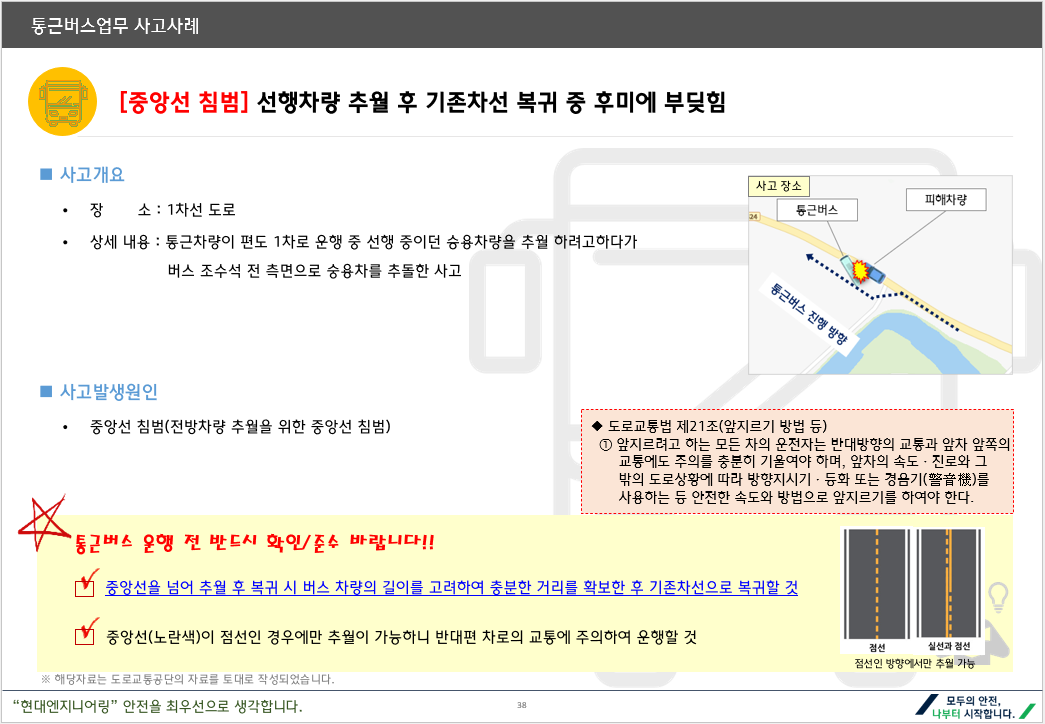 통근버스업무 사고사례
[중앙선 침범] 선행차량 추월 후 기존차선 복귀 중 후미에 부딪힘
■ 사고개요
• 장 소 : 1차선 도로
• 상세 내용 : 통근차량이 편도 1차로 운행 중 선행 중이던 승용차량을 추월 하려고하다가
버스 조수석 전 측면으로 승용차를 추돌한 사고
사고 장소
통근버스
피해차량
24
통근버스 진행 방향
■ 사고발생원인
• 중앙선 침범(전방차량 추월을 위한 중앙선 침범)
◆ 도로교통법 제21조(앞지르기 방법 등)
① 앞지르려고 하는 모든 차의 운전자는 반대방향의 교통과 앞차 앞쪽의
교통에도 주의를 충분히 기울여야 하며, 앞차의 속도ㆍ진로와 그
밖의 도로상황에 따라 방향지시기ㆍ등화 또는 경음기(警音機)를
사용하는 등 안전한 속도와 방법으로 앞지르기를 하여야 한다.
통근버스 운행 전 반드시 확인/준수 바랍니다!!
중앙선을 넘어 추월 후 복귀 시 버스 차량의 길이를 고려하여 충분한 거리를 확보한 후 기존차선으로 복귀할 것
중앙선(노란색)이 점선인 경우에만 추월이 가능하니 반대편 차로의 교통에 주의하여 운행할 것
점선
실선과 점선
점선인 방향에서만 추월 가능
※ 해당자료는 도로교통공단의 자료를 토대로 작성되었습니다.
“현대엔지니어링” 안전을 최우선으로 생각합니다.
38
모두의 안전,
나부터 시작합니다.